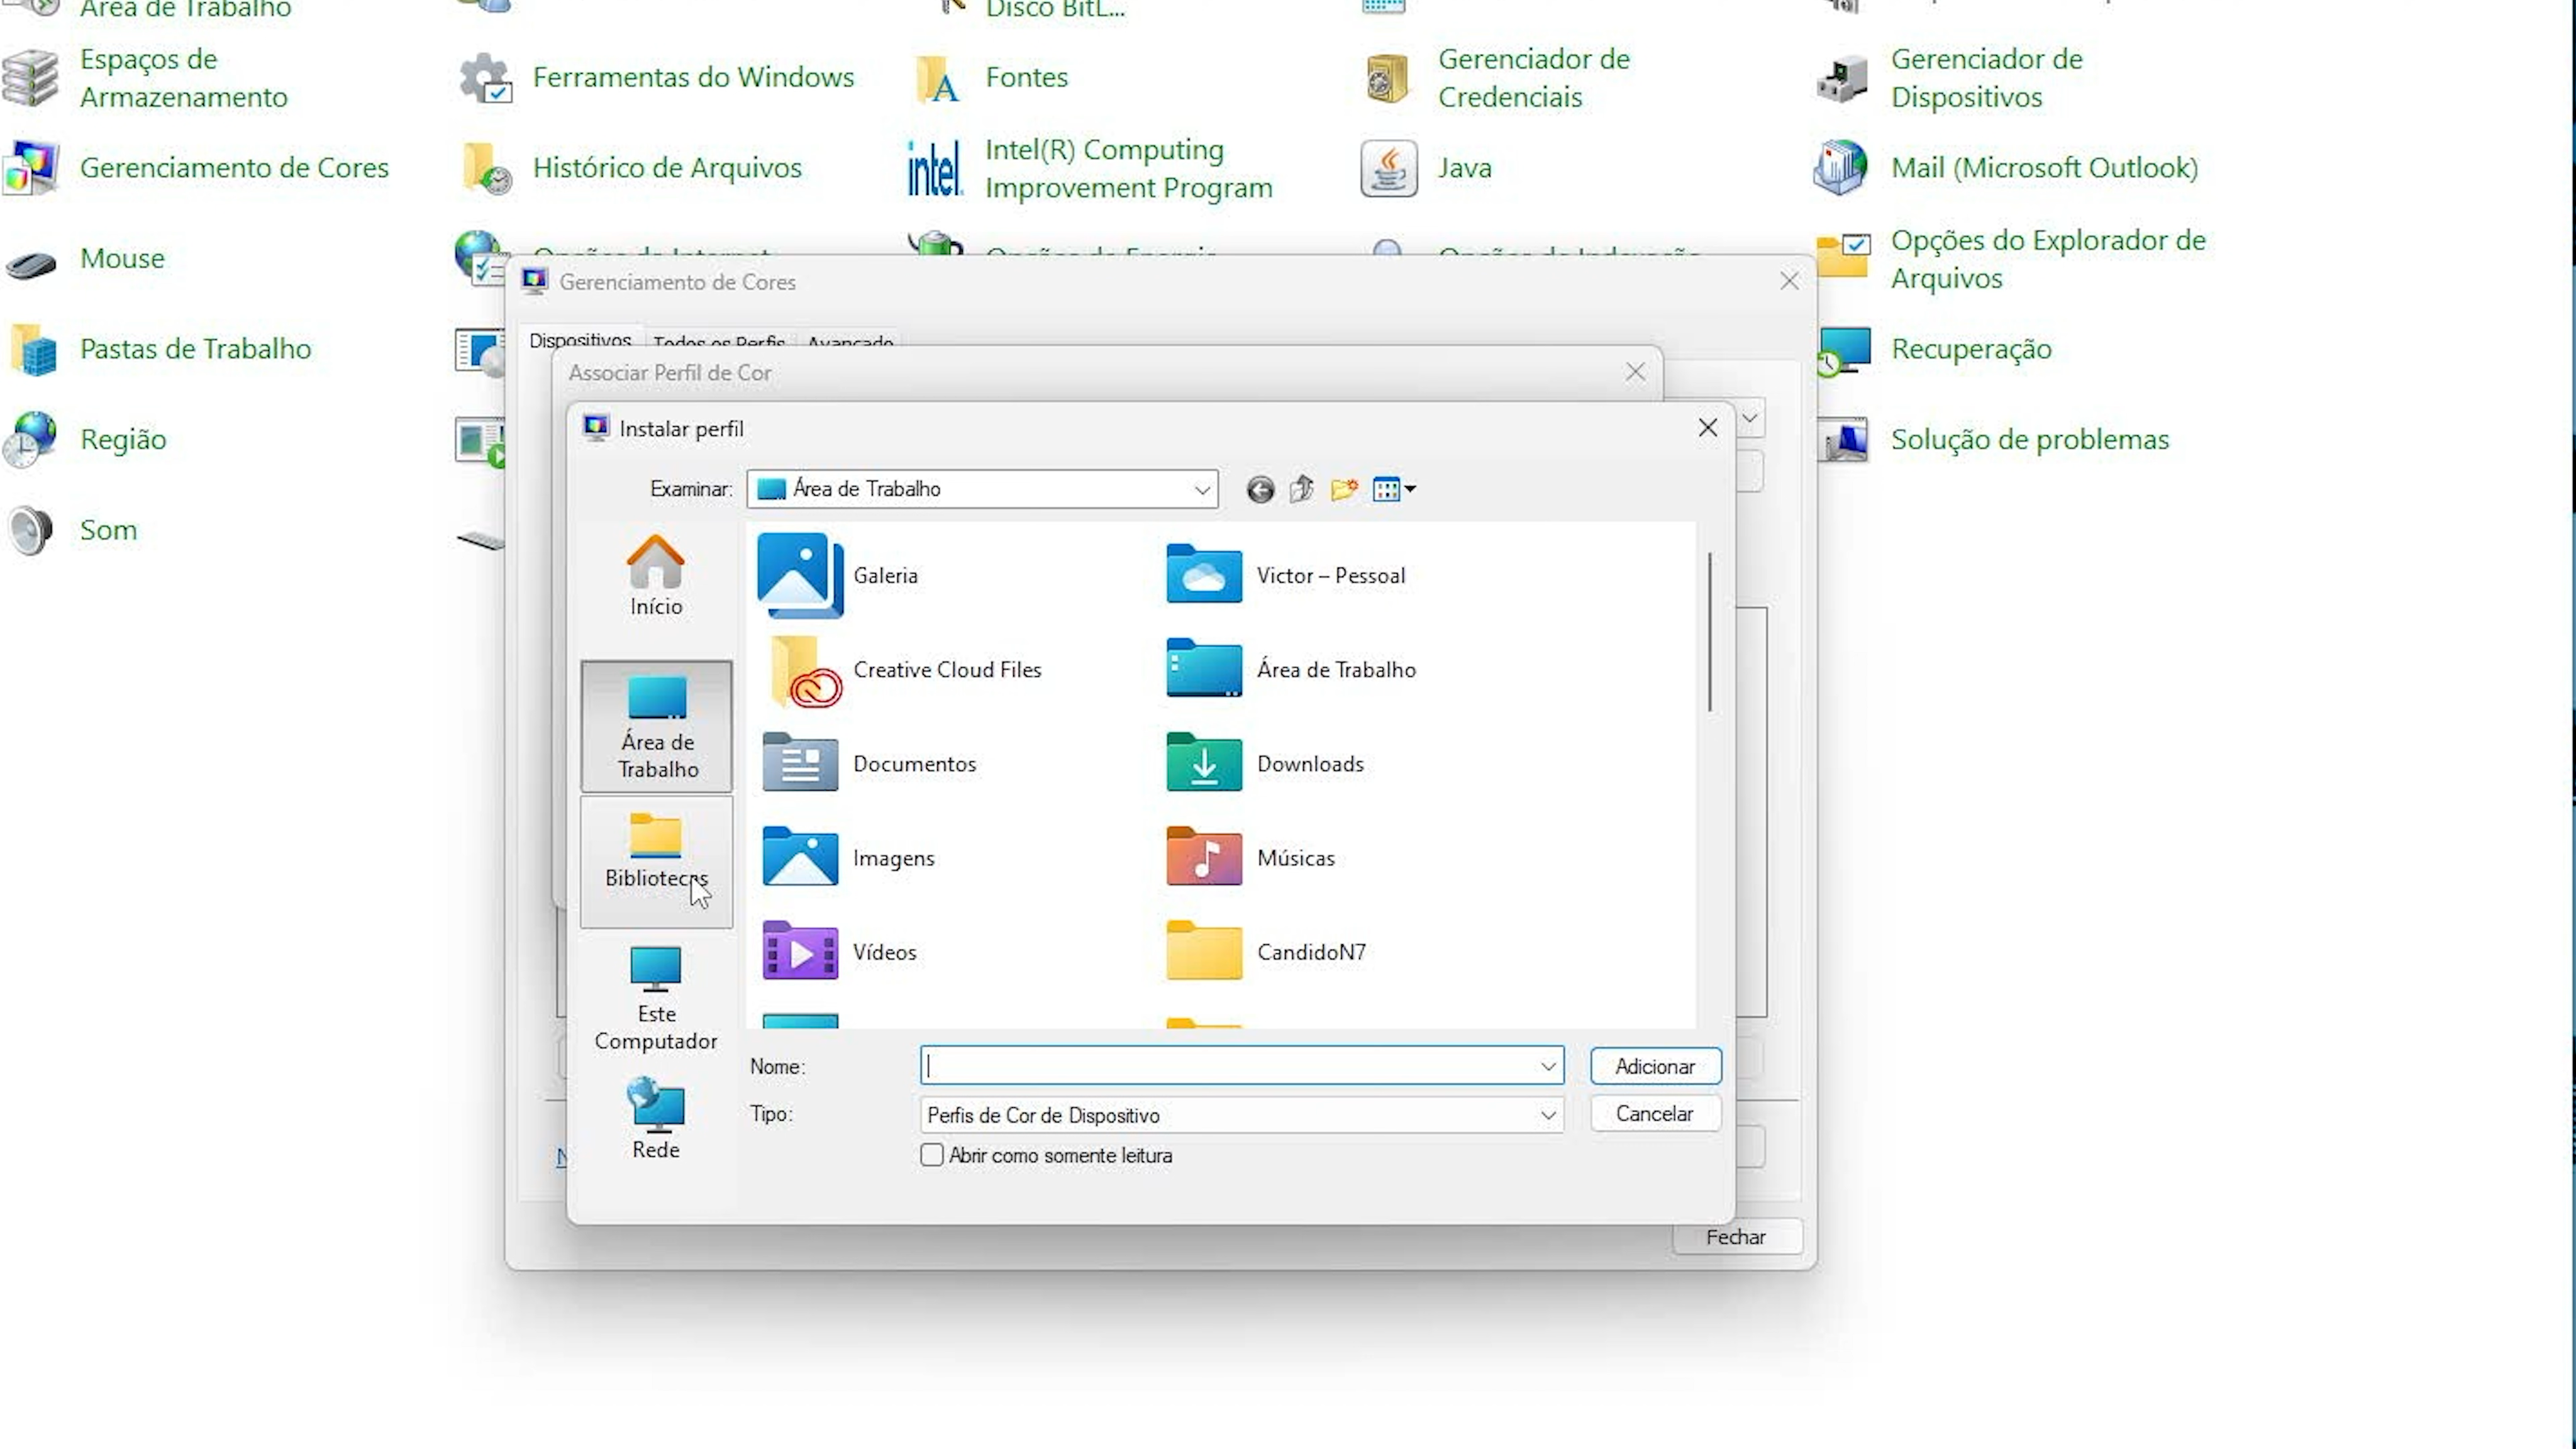 Área de Trabalho
Disco BitL...
Espaços de
Armazenamento
Ferramentas do Windows
Fontes
Gerenciador de
Credenciais
Gerenciador de
Dispositivos
Gerenciamento de Cores
Histórico de Arquivos
intel.
Intel(R) Computing
Improvement Program
Java
Mail (Microsoft Outlook)
Mouse
Opções de Internet
Opções de Energia
Opções de Indexação
Opções do Explorador de
Arquivos
Gerenciamento de Cores
Dispositivos
Todos os Perfis
Avançado
Pastas de Trabalho
Recuperação
Associar Perfil de Cor
Região
Solução de problemas
Instalar perfil
Examinar:
Área de Trabalho
Som
Início
Galeria
Victor – Pessoal
Creative Cloud Files
Área de Trabalho
Área de
Trabalho
Documentos
Downloads
Bibliotecas
Imagens
Músicas
Vídeos
CandidoN7
Este
Computador
Nome:
Adicionar
Tipo:
Perfis de Cor de Dispositivo
Cancelar
Rede
Abrir como somente leitura
Fechar